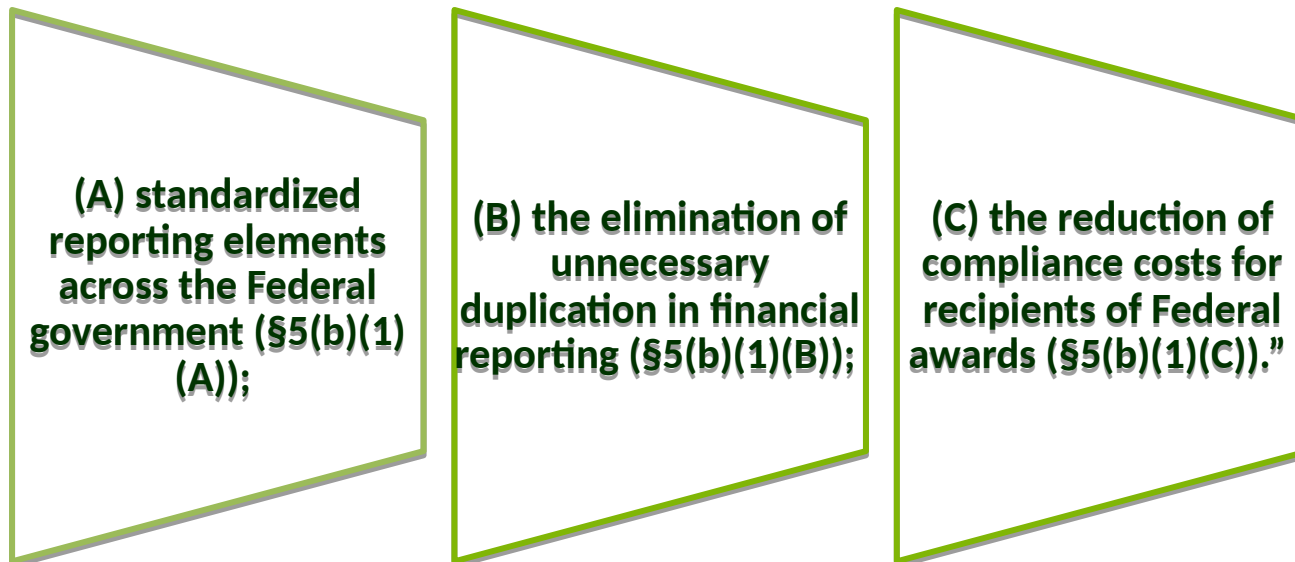 (A) standardized
reporting elements
across the Federal
government (§5(b)(1)
(A));
(B) the elimination of
unnecessary
duplication in financial
reporting (§5(b)(1)(B));
(C) the reduction of
compliance costs for
recipients of Federal
awards (§5(b)(1)(C)).”